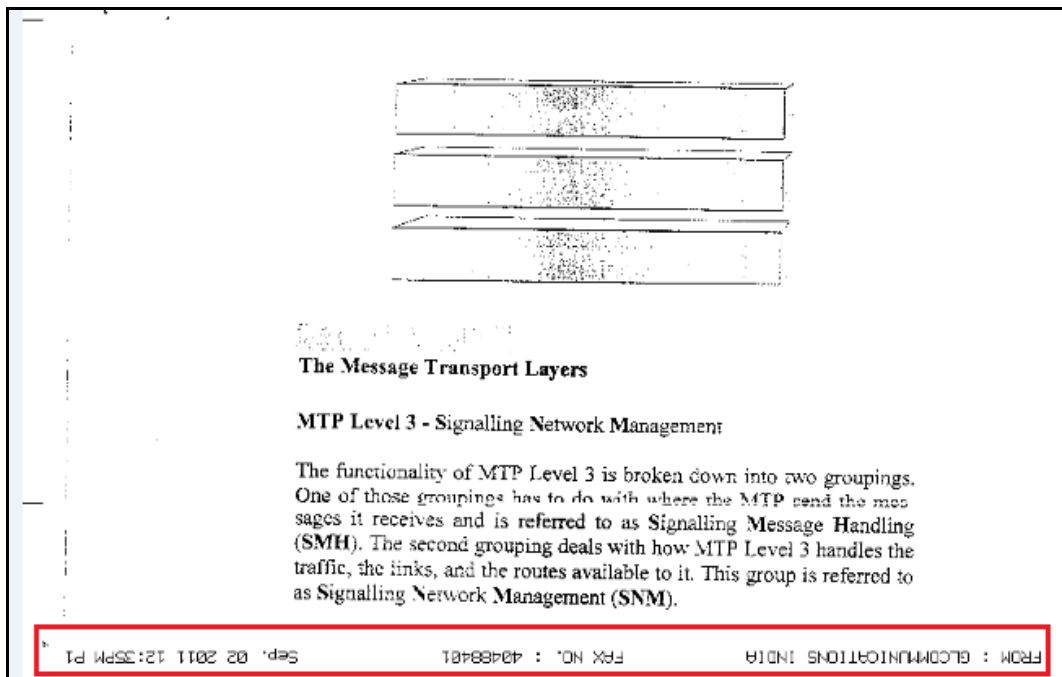 The Message Transport Layers
MTP Level 3 - Signalling Network Management
The functionality of MTP Level 3 is broken down into two groupings.
One of those groupings has to do with where the MTP send the mes
sages it receives and is referred to as Signalling Message Handling
(SMH). The second grouping deals with how MTP Level 3 handles the
traffic, the links, and the routes available to it. This group is referred to
as Signalling Network Management (SNM).
FROM : GLCOMMUNICATIONS INDIA FAX NO. : 40488401 Sep. 02 2011 12:35PM P1